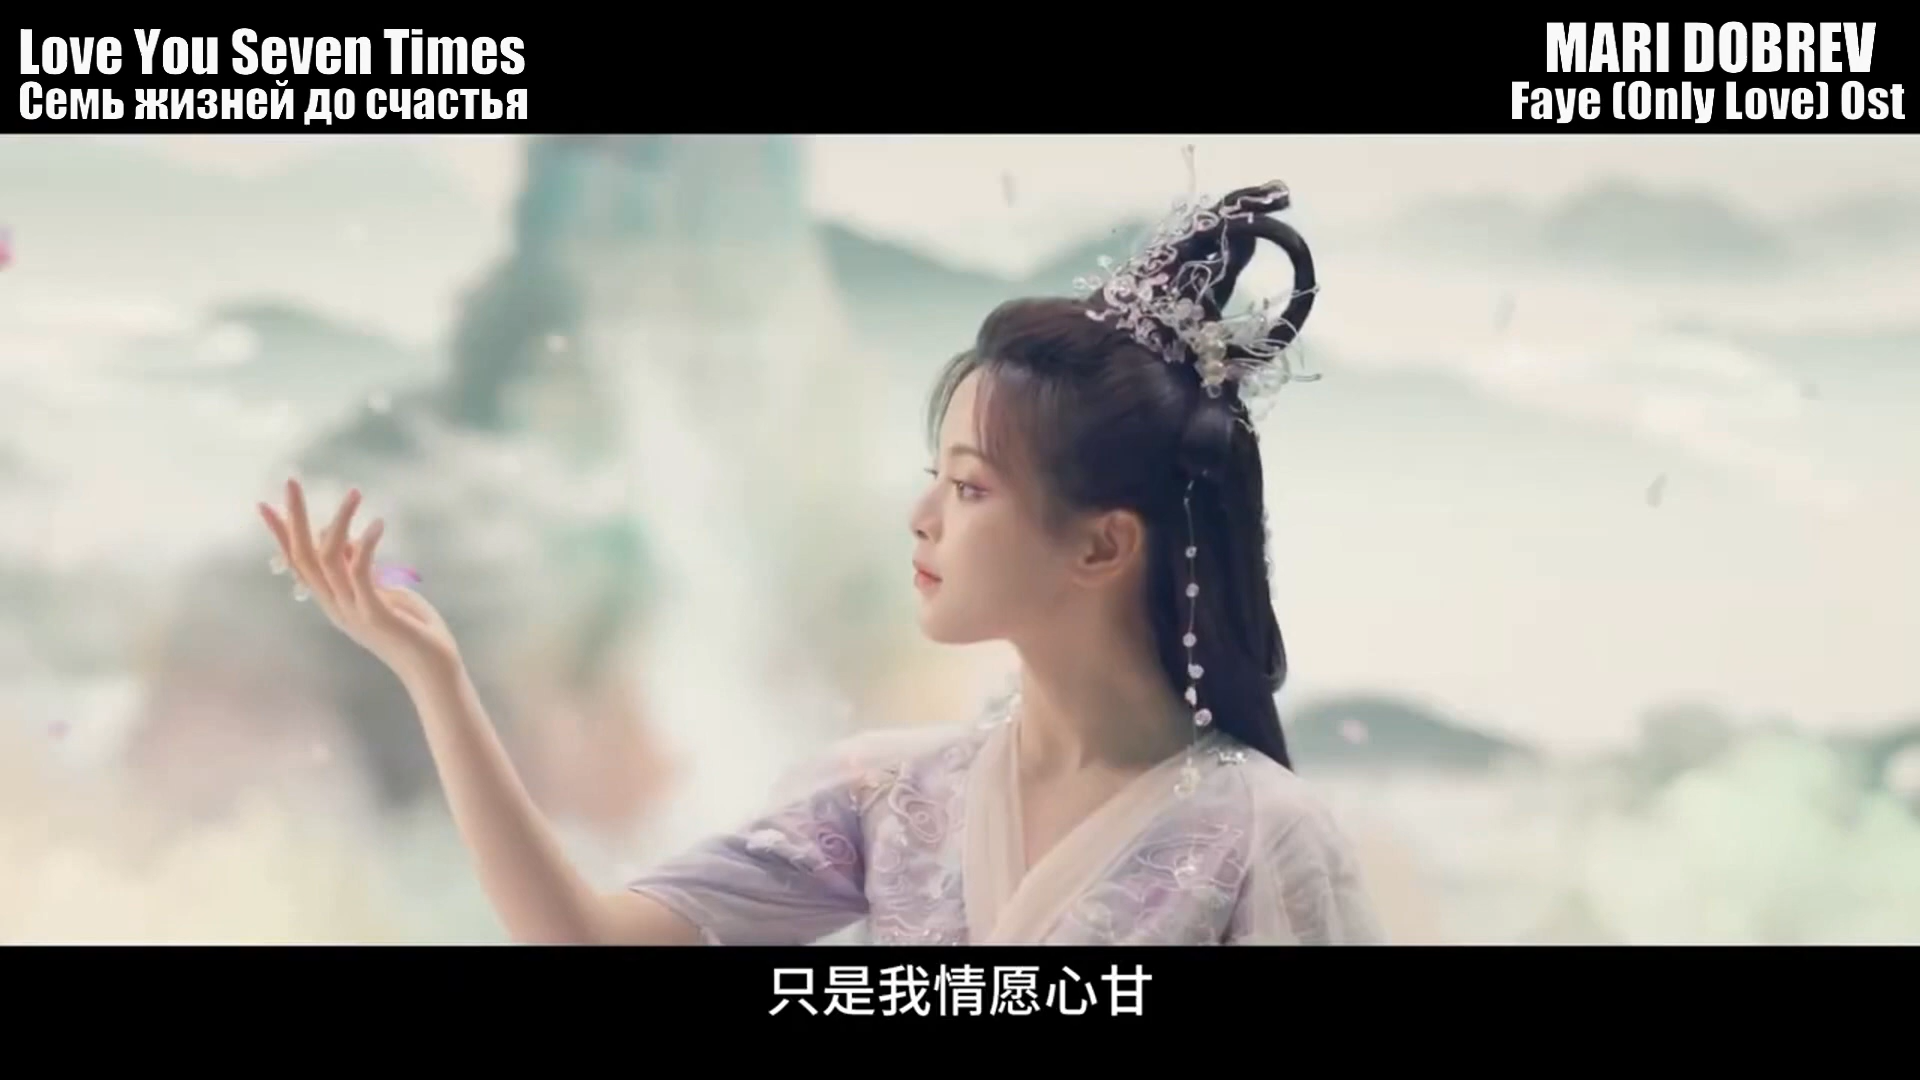 Love You Seven Times
Семь жизней до счастья
MARI DOBREV
Faye (Only Love) Ost
只是我情愿心甘